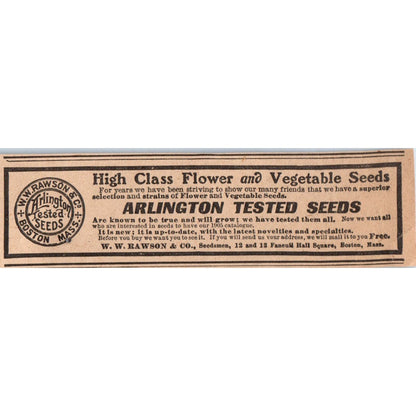 W. W. RAWSON & Co.
Arlington
Tested
SEEDS
BOSTON MASS.
High Class Flower and Vegetable Seeds
For years we have been striving to show our many friends that we have a superior
selection and strains of Flower and Vegetable Seeds.
ARLINGTON TESTED SEEDS
Are known to be true and will grow; we have tested them all. Now we want all
who are interested in seeds to have our 1905 catalogue.
It is new; it is up-to-date, with the latest novelties and specialties.
Before you buy we want you to see it. If you will send us your address, we will mail it to you Free.
W. W. RAWSON & CO., Seedsmen, 12 and 13 Faneuil Hall Square, Boston, Mass.